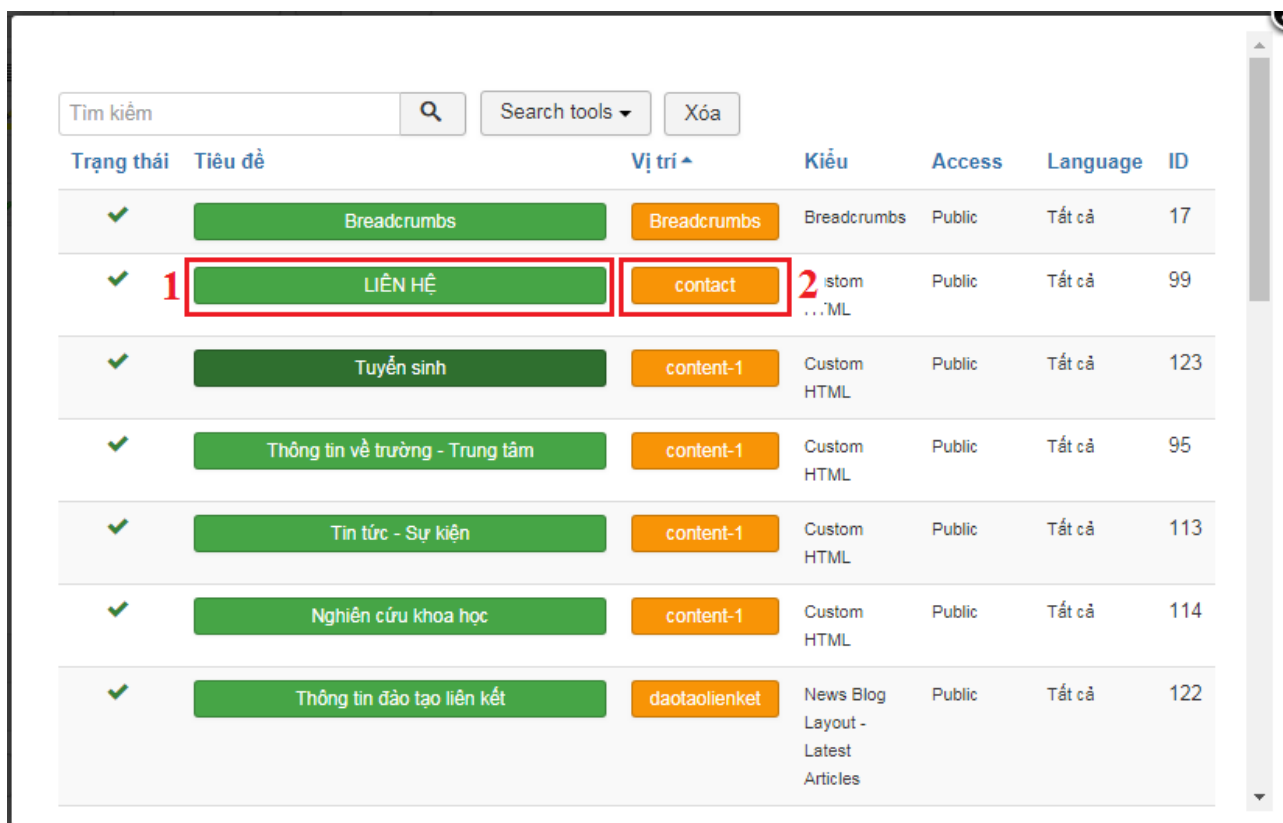 Tìm kiếm Search tools Xóa
Trạng thái Tiêu đề Vị trí Kiểu Access Language ID
Breadcrumbs Breadcrumbs Breadcrumbs Public Tất cả 17
1 LIÊN HỆ contact 2 stom Public Tất cả 99
TML
Tuyển sinh content-1 Custom Public Tất cả 123
HTML
Thông tin về trường - Trung tâm content-1 Custom Public Tất cả 95
HTML
Tin tức - Sự kiện content-1 Custom Public Tất cả 113
HTML
Nghiên cứu khoa học content-1 Custom Public Tất cả 114
HTML
Thông tin đào tạo liên kết daotaolienket News Blog Public Tất cả 122
Layout -
Latest
Articles